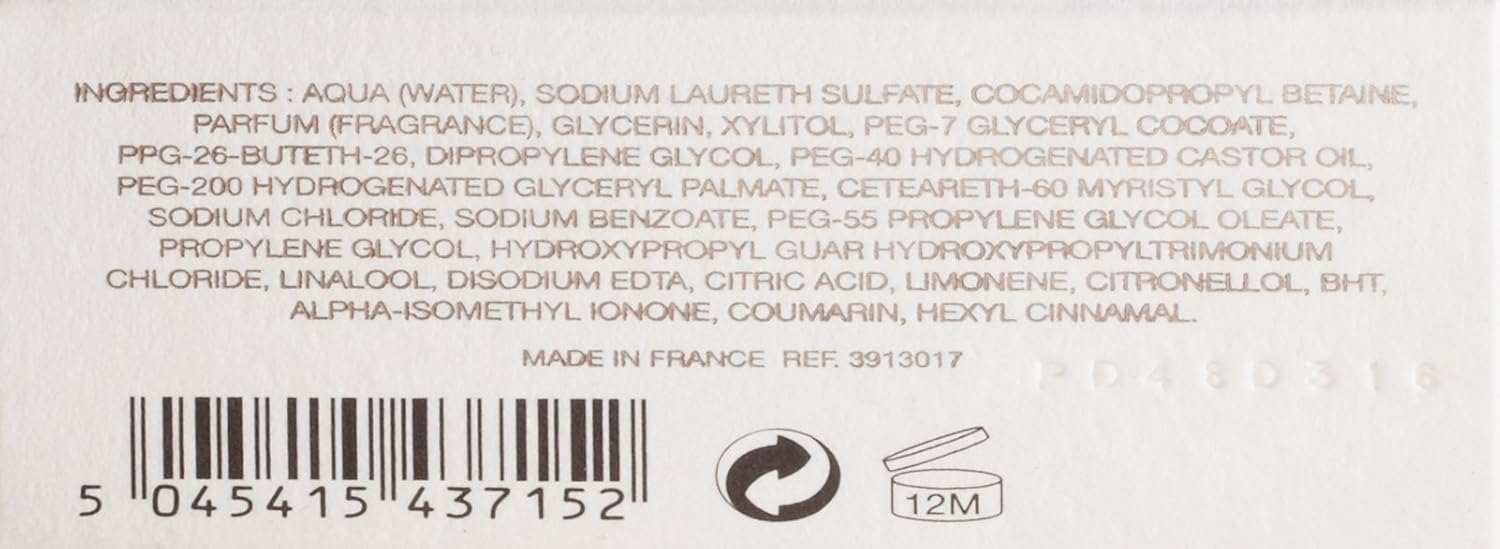 INGREDIENTS : AQUA (WATER), SODIUM LAURETH SULFATE, COCAMIDOPROPYL BETAINE,
PARFUM (FRAGRANCE), GLYCERIN, XYLITOL, PEG-7 GLYCERYL COCOATE,
PPG-26-BUTETH-26, DIPROPYLENE GLYCOL, PEG-40 HYDROGENATED CASTOR OIL,
PEG-200 HYDROGENATED GLYCERYL PALMATE, CETEARETH-60 MYRISTYL GLYCOL,
SODIUM CHLORIDE, SODIUM BENZOATE, PEG-55 PROPYLENE GLYCOL OLEATE,
PROPYLENE GLYCOL, HYDROXYPROPYL GUAR HYDROXYPROPYLTRIMONIUM
CHLORIDE, LINALOOL, DISODIUM EDTA, CITRIC ACID, LIMONENE, CITRONELLOL, BHT,
ALPHA-ISOMETHYL IONONE, COUMARIN, HEXYL CINNAMAL.
MADE IN FRANCE REF. 3913017
5 045415 437152
12M